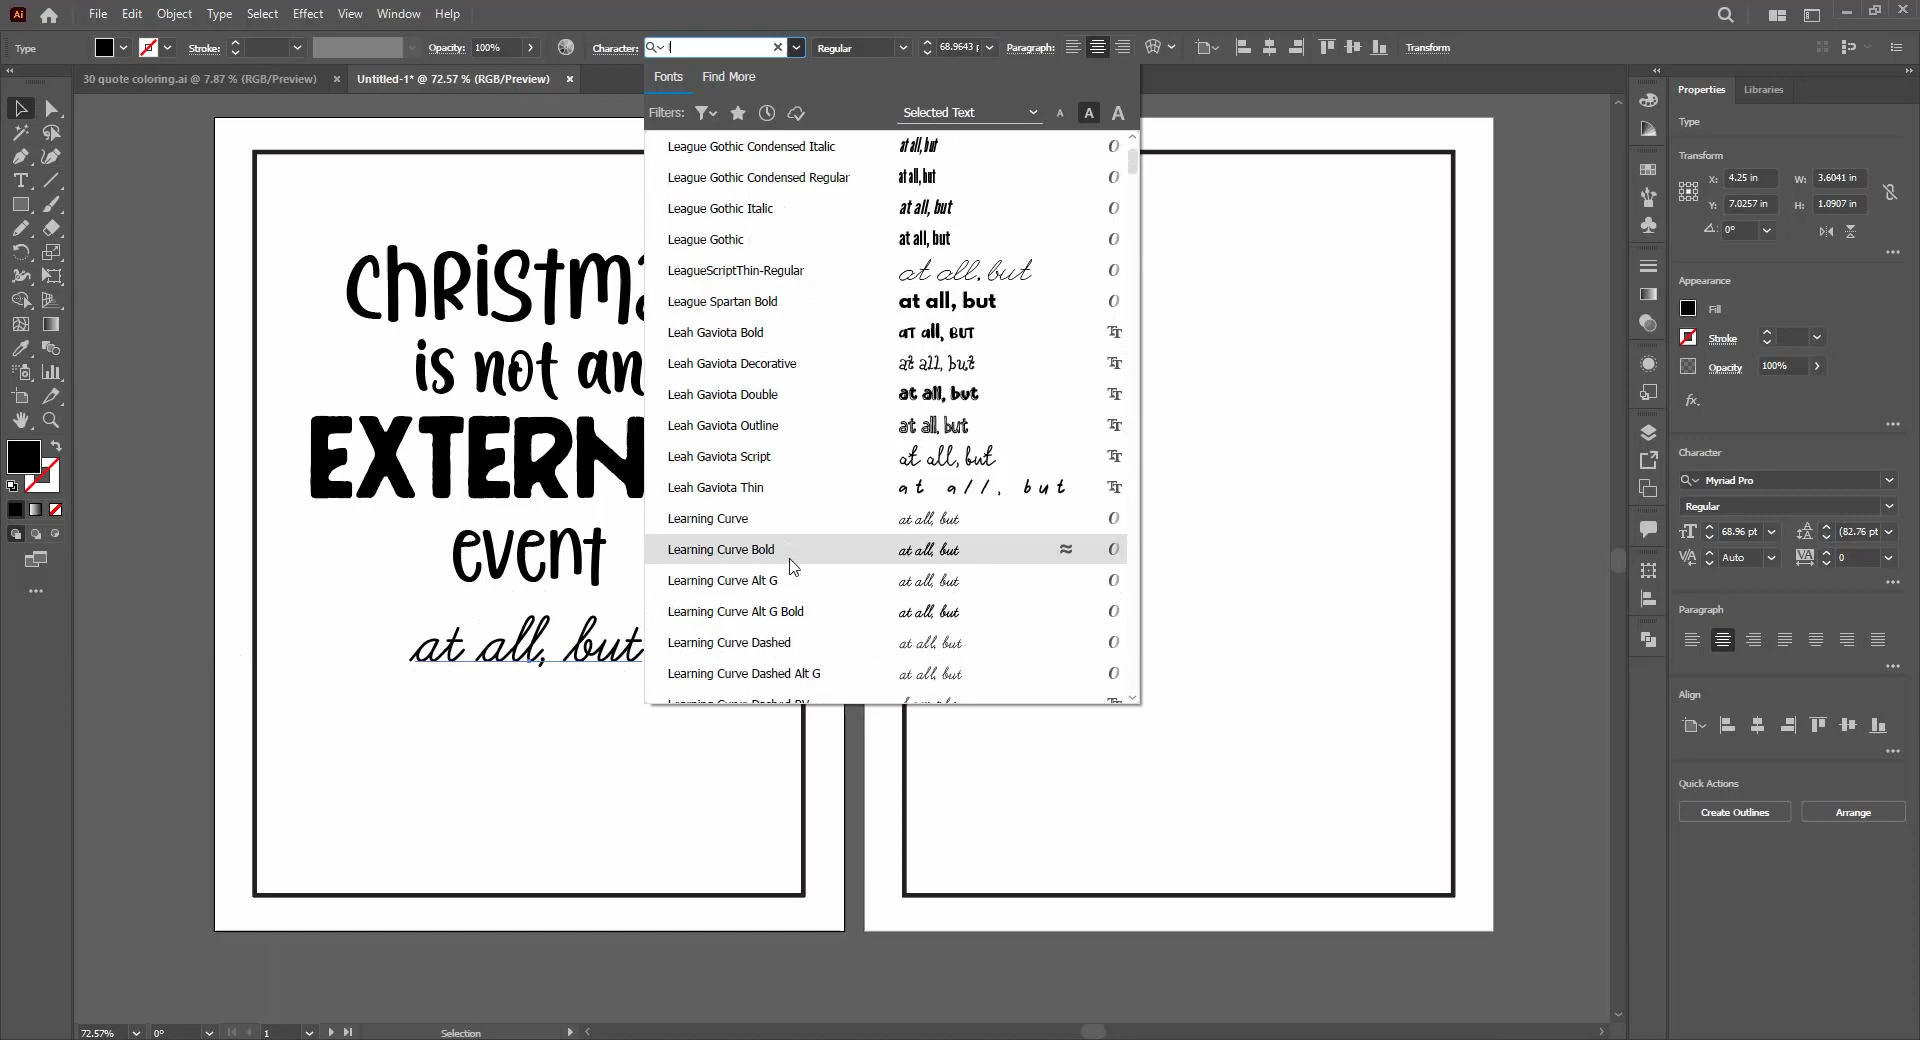 Ai File Edit Object Type Select Effect View Window Help
Type Stroke: Opacity: 100% Character: l Regular 68.9643 Paragraph: Transform
30 quote coloring.ai @ 7.87 % (RGB/Preview) × Untitled-1* @ 72.57 % (RGB/Preview) ×
Fonts Find More
Filters: Selected Text A A A
League Gothic Condensed Italic at all, but O
League Gothic Condensed Regular at all, but O
League Gothic Italic at all, but O
League Gothic at all, but O
LeagueScriptThin-Regular at all, but O
League Spartan Bold at all, but O
Leah Gaviota Bold at all, but TT
Leah Gaviota Decorative at all, but TT
Leah Gaviota Double at all, but TT
Leah Gaviota Outline at all, but TT
Leah Gaviota Script at all, but TT
Leah Gaviota Thin at all, but TT
Learning Curve at all, but O
Learning Curve Bold at all, but ≈ O
Learning Curve Alt G at all, but O
Learning Curve Alt G Bold at all, but O
Learning Curve Dashed at all, but O
Learning Curve Dashed Alt G at all, but O
christma
is not an
EXTERN
event
at all, but
Properties Libraries
Type
Transform
X: 4.25 in W: 3.6041 in
Y: 7.0257 in H: 1.0907 in
0°
Appearance
Fill
Stroke
Opacity 100%
fx.
Character
Myriad Pro
Regular
68.96 pt (82.76 pt
Auto 0
Paragraph
Align
Quick Actions
Create Outlines Arrange
72.57% 0° 1 Selection